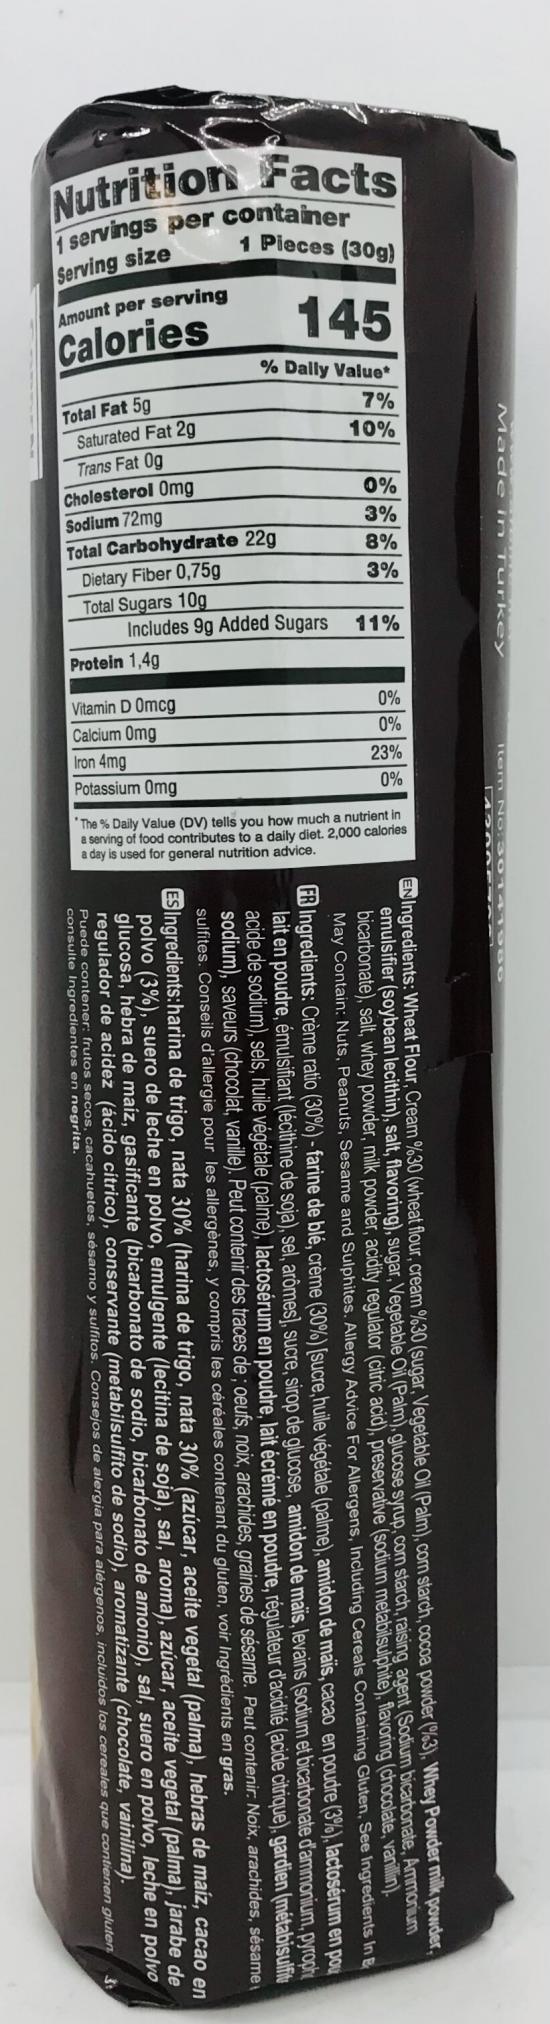 Nutrition Facts
1 servings per container
Serving size 1 Pieces (30g)
Amount per serving
Calories 145
% Daily Value*
Total Fat 5g 7%
Saturated Fat 2g 10%
Trans Fat 0g
Cholesterol 0mg 0%
Sodium 72mg 3%
Total Carbohydrate 22g 8%
Dietary Fiber 0,75g 3%
Total Sugars 10g
Includes 9g Added Sugars 11%
Protein 1,4g
Vitamin D 0mcg 0%
Calcium 0mg 0%
Iron 4mg 23%
Potassium 0mg 0%
*The % Daily Value (DV) tells you how much a nutrient in
a serving of food contributes to a daily diet. 2,000 calories
a day is used for general nutrition advice.
Made in Turkey
Item No:
EN Ingredients: Wheat Flour, Cream %30 (wheat flour, cream %30 (sugar, Vegetable Oil (Palm), corn starch, cocoa powder (%3), Whey Powder milk powder,
emulsifier (soybean lecithin), salt, flavoring), sugar, Vegetable Oil (Palm), glucose syrup, corn starch, raising agent (Sodium bicarbonate, Ammonium
bicarbonate), salt, whey powder, milk powder, acidity regulator (citric acid), preservative (sodium metabilsulphite), flavoring (chocolate, vanillin).
May Contain: Nuts, Peanuts, Sesame and Sulphites. Allergy Advice For Allergens, Including Cereals Containing Gluten, See Ingredients In
FR Ingredients: Crème ratio (30%) - farine de blé, crème (30%) [sucre, huile végétale (palme), amidon de maïs, cacao en poudre (3%), lactosérum en
lait en poudre, émulsifiant (lécithine de soja), sel, arômes], sucre, sirop de glucose, amidon de maïs, levains (sodium et bicarbonate d'ammonium,
acide de sodium), sels, huile végétale (palme), lactosérum en poudre, lait écrémé en poudre, régulateur d'acidité (acide citrique), gardien
sodium), saveurs (chocolat, vanille). Peut contenir des traces de ; oeufs, noix, arachides, graines de sésame. Peut contenir: Noix, arachides, sésame
sulfites. Conseils d'allergie pour les allergènes, y compris les céréales contenant du gluten, voir Ingrédients en gras.
ES Ingredients:harina de trigo, nata 30% (harina de trigo, nata 30% (azúcar, aceite vegetal (palma), hebras de maíz, cacao en
polvo (3%), suero de leche en polvo, emulgente (lecitina de soja), sal, aroma), azúcar, aceite vegetal (palma), jarabe de
glucosa, hebra de maiz, gasificante (bicarbonato de sodio, bicarbonato de amonio), sal, suero en polvo, leche en polvo
regulador de acidez (ácido cítrico), conservante (metabilsulfito de sodio), aromatizante (chocolate, vainilina).
Puede contener: frutos secos, cacahuetes, sésamo y sulfitos. Consejos de alergia para alérgenos, incluidos los cereales que contienen gluten,
consulte Ingredientes en negrita.